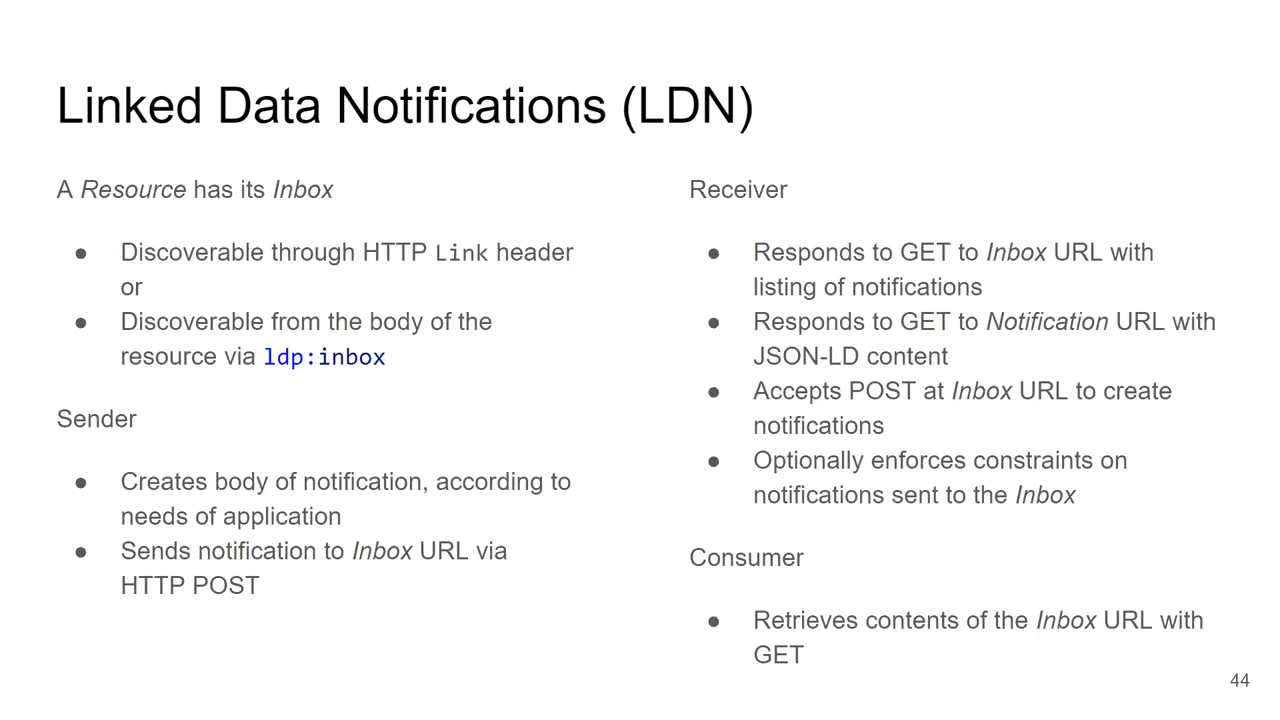 Linked Data Notifications (LDN)
A Resource has its Inbox
● Discoverable through HTTP Link header
or
● Discoverable from the body of the
resource via ldp:inbox
Sender
● Creates body of notification, according to
needs of application
● Sends notification to Inbox URL via
HTTP POST
Receiver
● Responds to GET to Inbox URL with
listing of notifications
● Responds to GET to Notification URL with
JSON-LD content
● Accepts POST at Inbox URL to create
notifications
● Optionally enforces constraints on
notifications sent to the Inbox
Consumer
● Retrieves contents of the Inbox URL with
GET
44